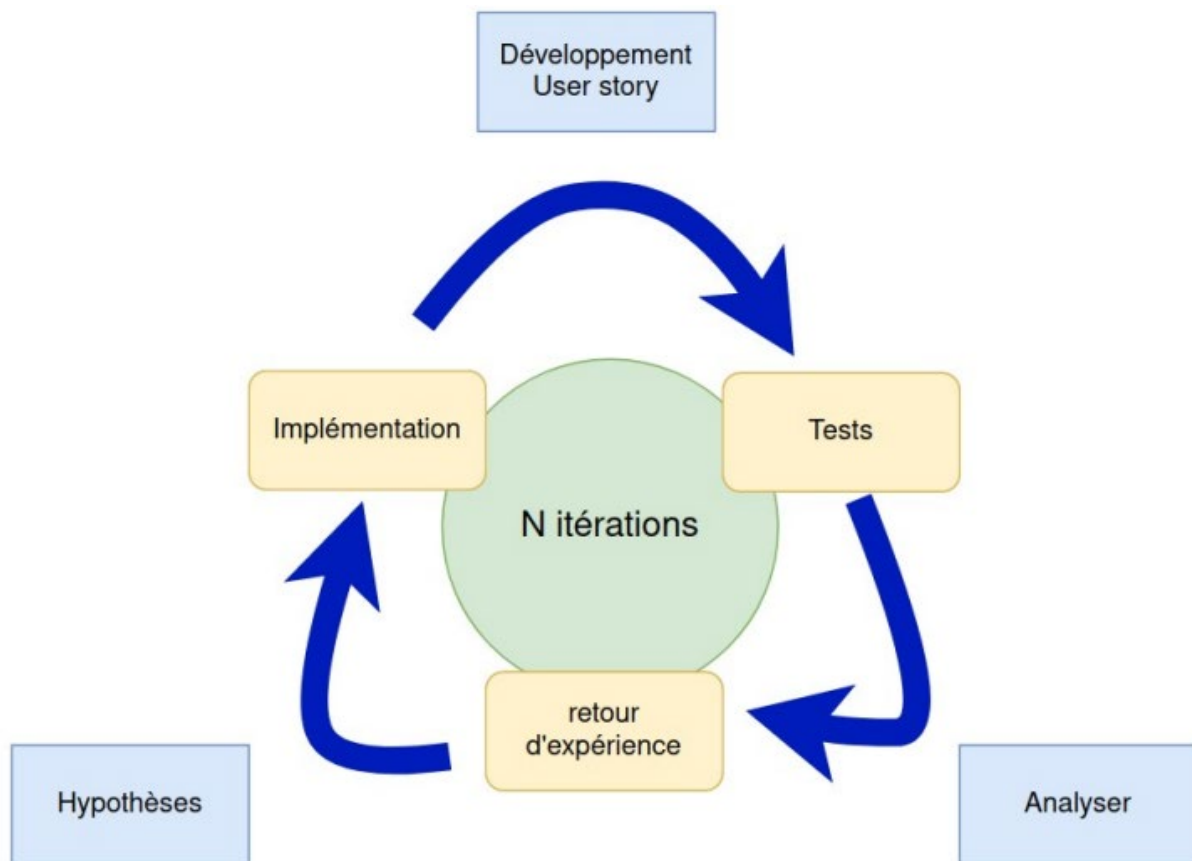 Développement
User story
Implémentation
Tests
N itérations
retour
d'expérience
Hypothèses
Analyser